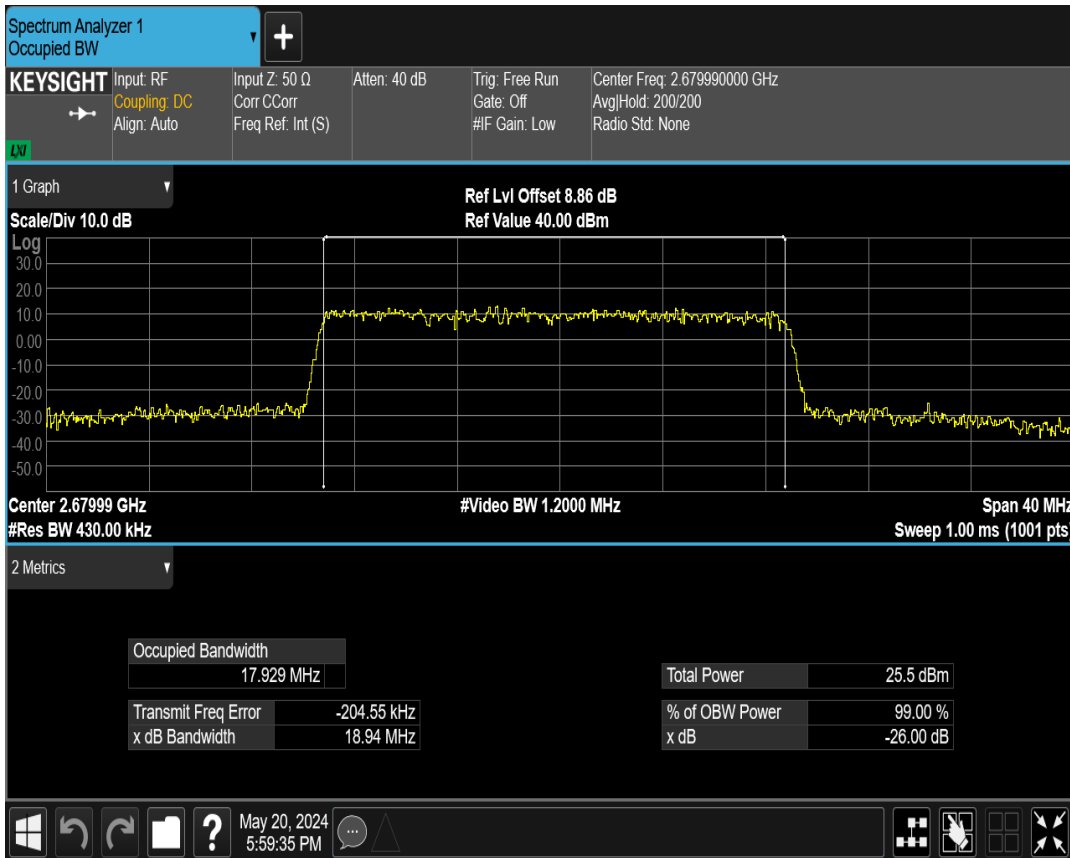 Spectrum Analyzer 1
Occupied BW
KEYSIGHT
LXI
Input: RF
Coupling: DC
Align: Auto
Input Z: 50 Ω
Corr CCorr
Freq Ref: Int (S)
Atten: 40 dB
Trig: Free Run
Gate: Off
#IF Gain: Low
Center Freq: 2.679990000 GHz
Avg|Hold: 200/200
Radio Std: None
1 Graph
Scale/Div 10.0 dB
Ref Lvl Offset 8.86 dB
Ref Value 40.00 dBm
Log
30.0
20.0
10.0
0.00
-10.0
-20.0
-30.0
-40.0
-50.0
Center 2.67999 GHz
#Video BW 1.2000 MHz
Span 40 MHz
#Res BW 430.00 kHz
Sweep 1.00 ms (1001 pts)
2 Metrics
Occupied Bandwidth
17.929 MHz
Total Power 25.5 dBm
Transmit Freq Error -204.55 kHz
% of OBW Power 99.00 %
x dB Bandwidth 18.94 MHz
x dB -26.00 dB
?
May 20, 2024
5:59:35 PM